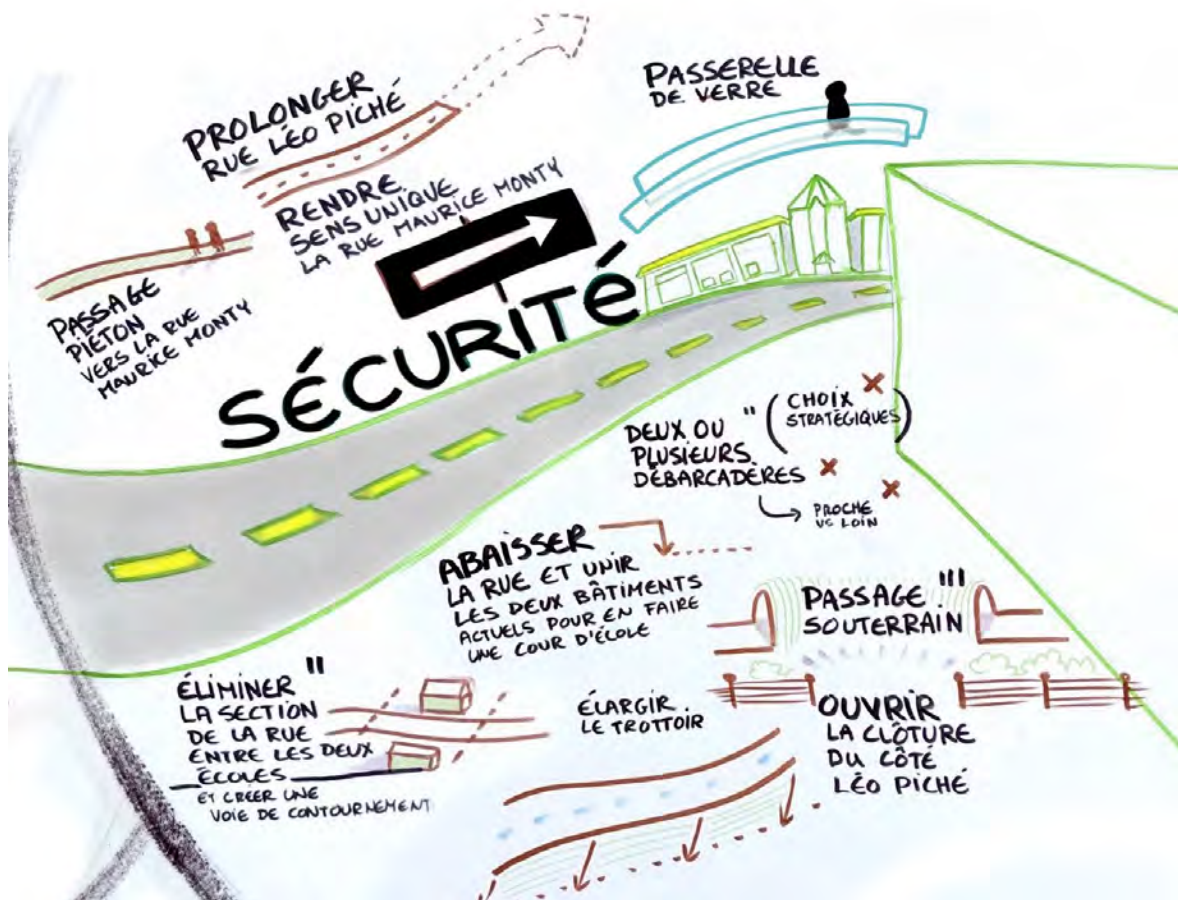 PROLONGER
RUE LÉO PICHÉ
PASSERELLE
DE VERRE
RENDRE
SENS UNIQUE
LA RUE MAURICE MONTY
PASSAGE
PIÉTON
VERS LA RUE
MAURICE MONTY
SÉCURITÉ
DEUX OU "
PLUSIEURS
DÉBARCADÈRES
(CHOIX
STRATÉGIQUES)
PROCHE
VS LOIN
ABAISSER
LA RUE ET UNIR
LES DEUX BÂTIMENTS
ACTUELS POUR EN FAIRE
UNE COUR D'ÉCOLE
PASSAGE !!!
SOUTERRAIN
ÉLIMINER "
LA SECTION
DE LA RUE
ENTRE LES DEUX
ÉCOLES
ET CRÉER UNE
VOIE DE CONTOURNEMENT
ÉLARGIR
LE TROTTOIR
OUVRIR
LA CLÔTURE
DU CÔTÉ
LÉO PICHÉ